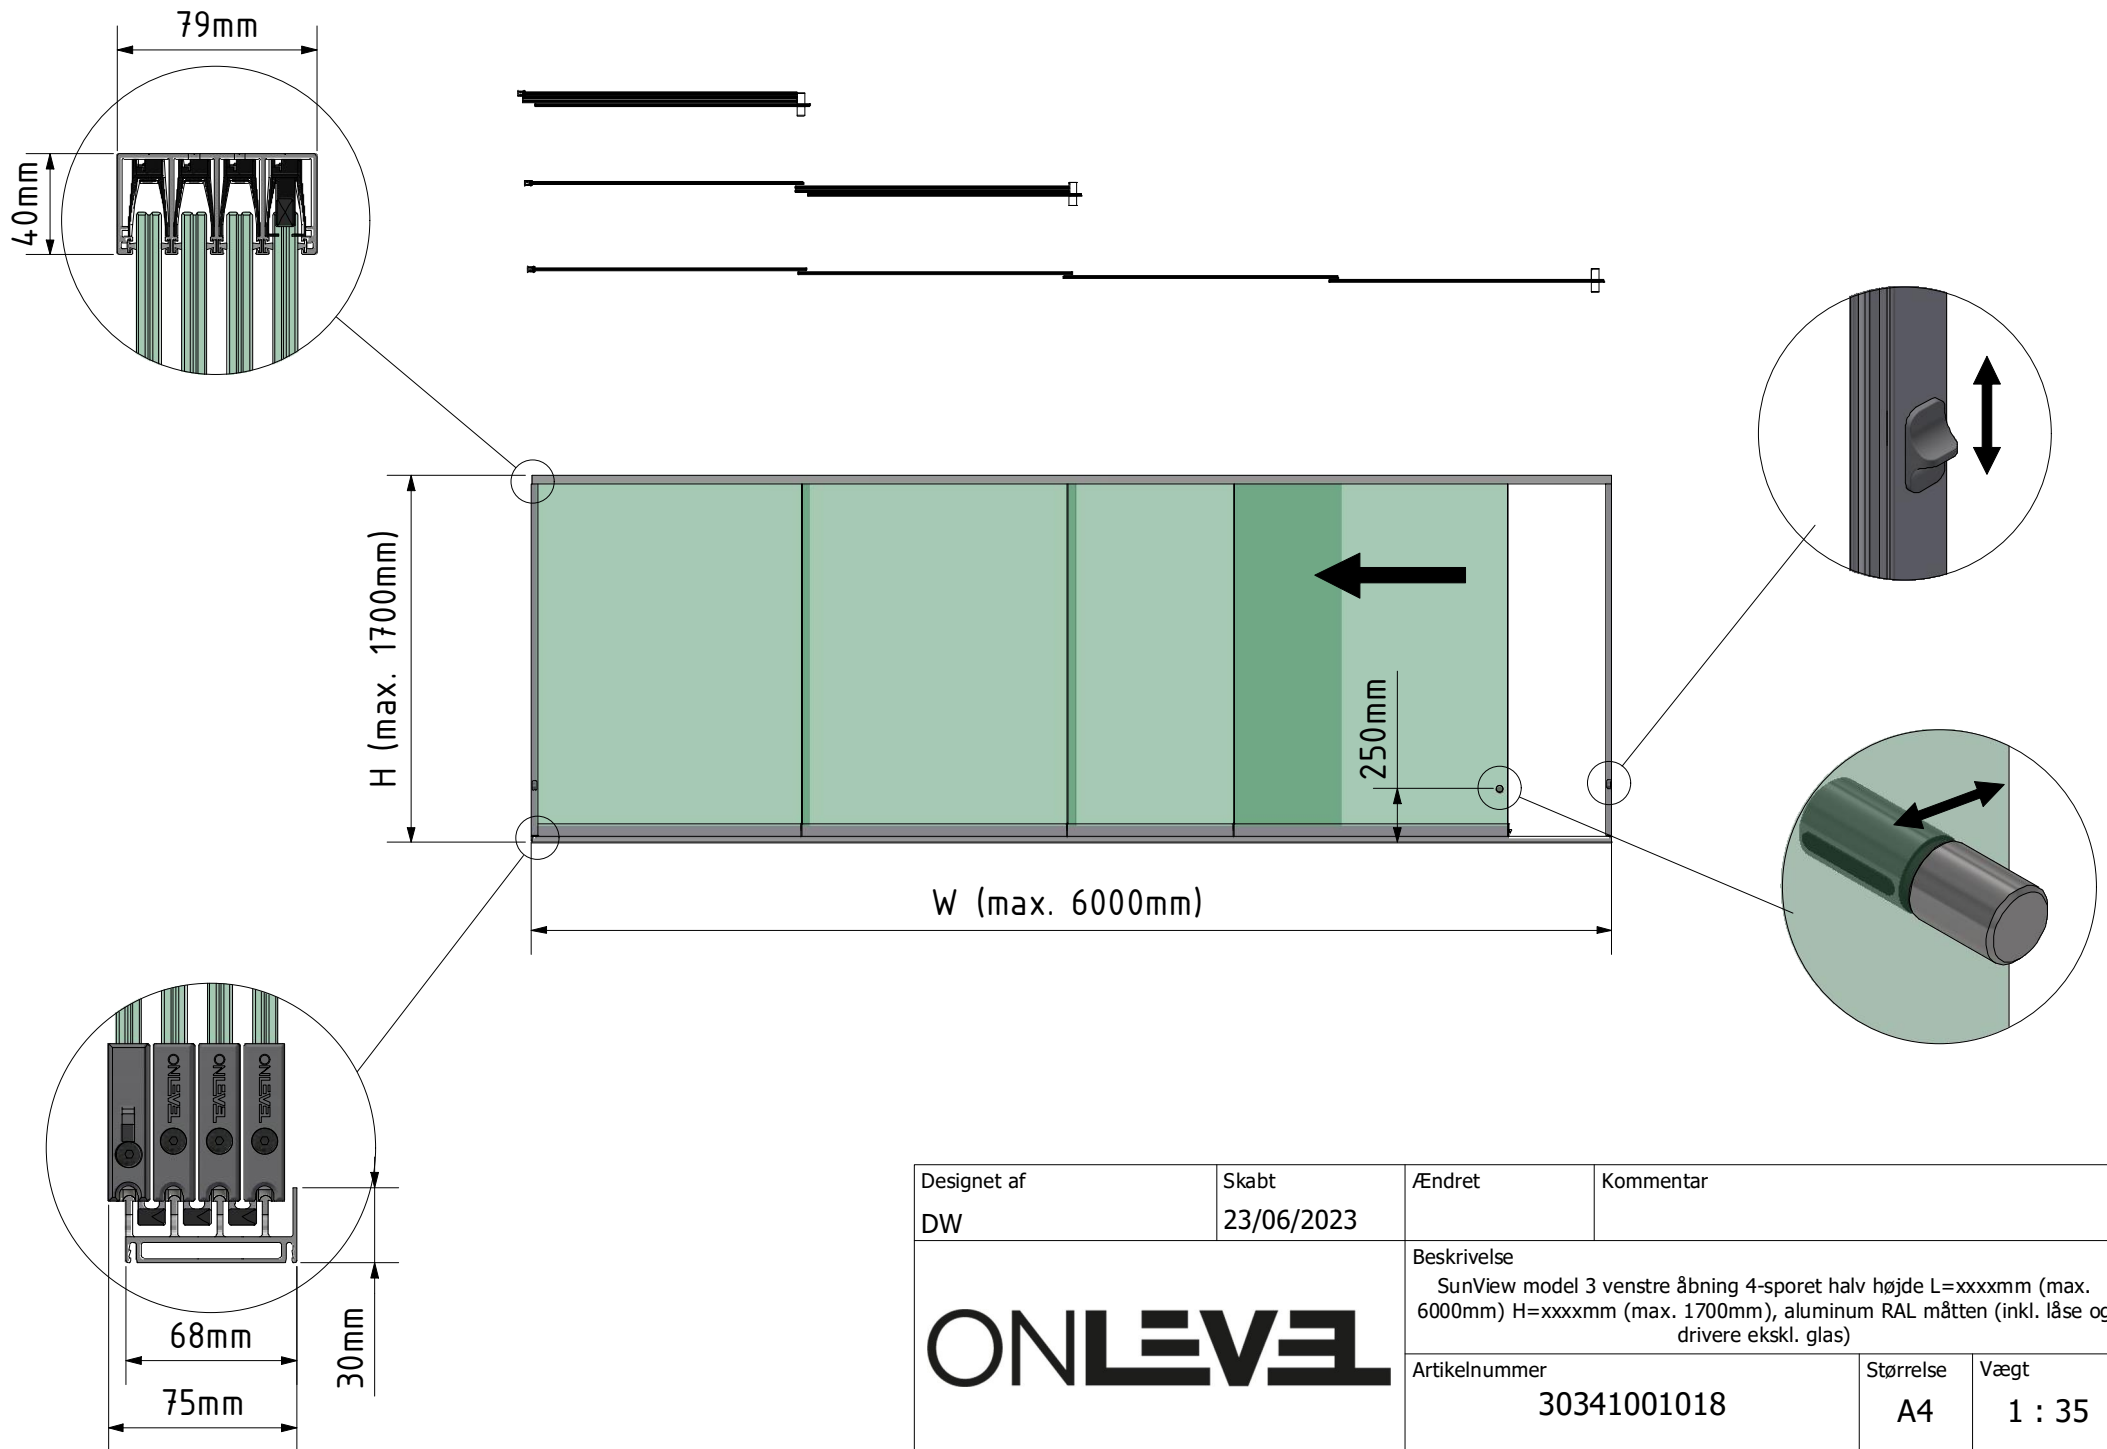 79mm
40mm
H (max. 1700mm)
250mm
W (max. 6000mm)
ONLEVEL
ONLEVEL
ONLEVEL
68mm
75mm
30mm
Designet af
DW
Skabt
23/06/2023
Ændret
Kommentar
ONLEVEL
Beskrivelse
SunView model 3 venstre åbning 4-sporet halv højde L=xxxxmm (max.
6000mm) H=xxxxmm (max. 1700mm), aluminum RAL måtten (inkl. låse og
drivere ekskl. glas)
Artikelnummer
30341001018
Størrelse
A4
Vægt
1 : 35